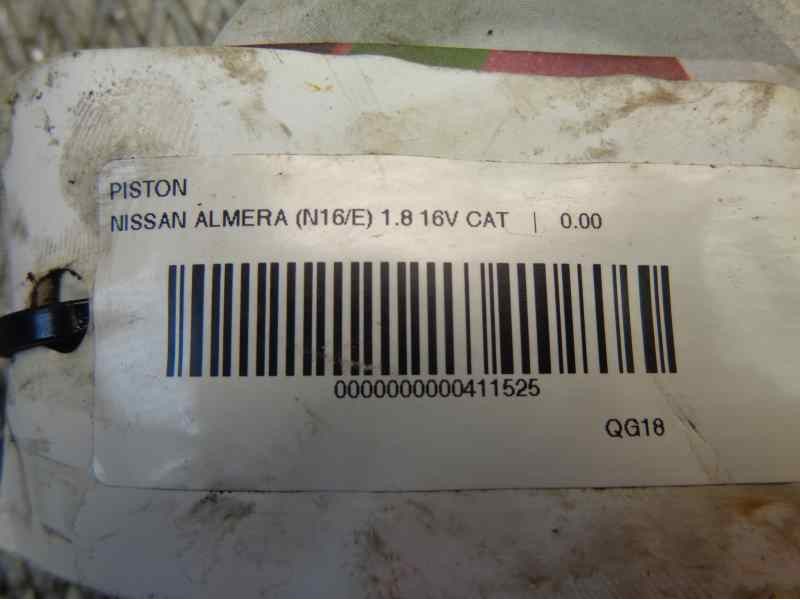 PISTON
NISSAN ALMERA (N16/E) 1.8 16V CAT | 0.00
0000000000411525
QG18